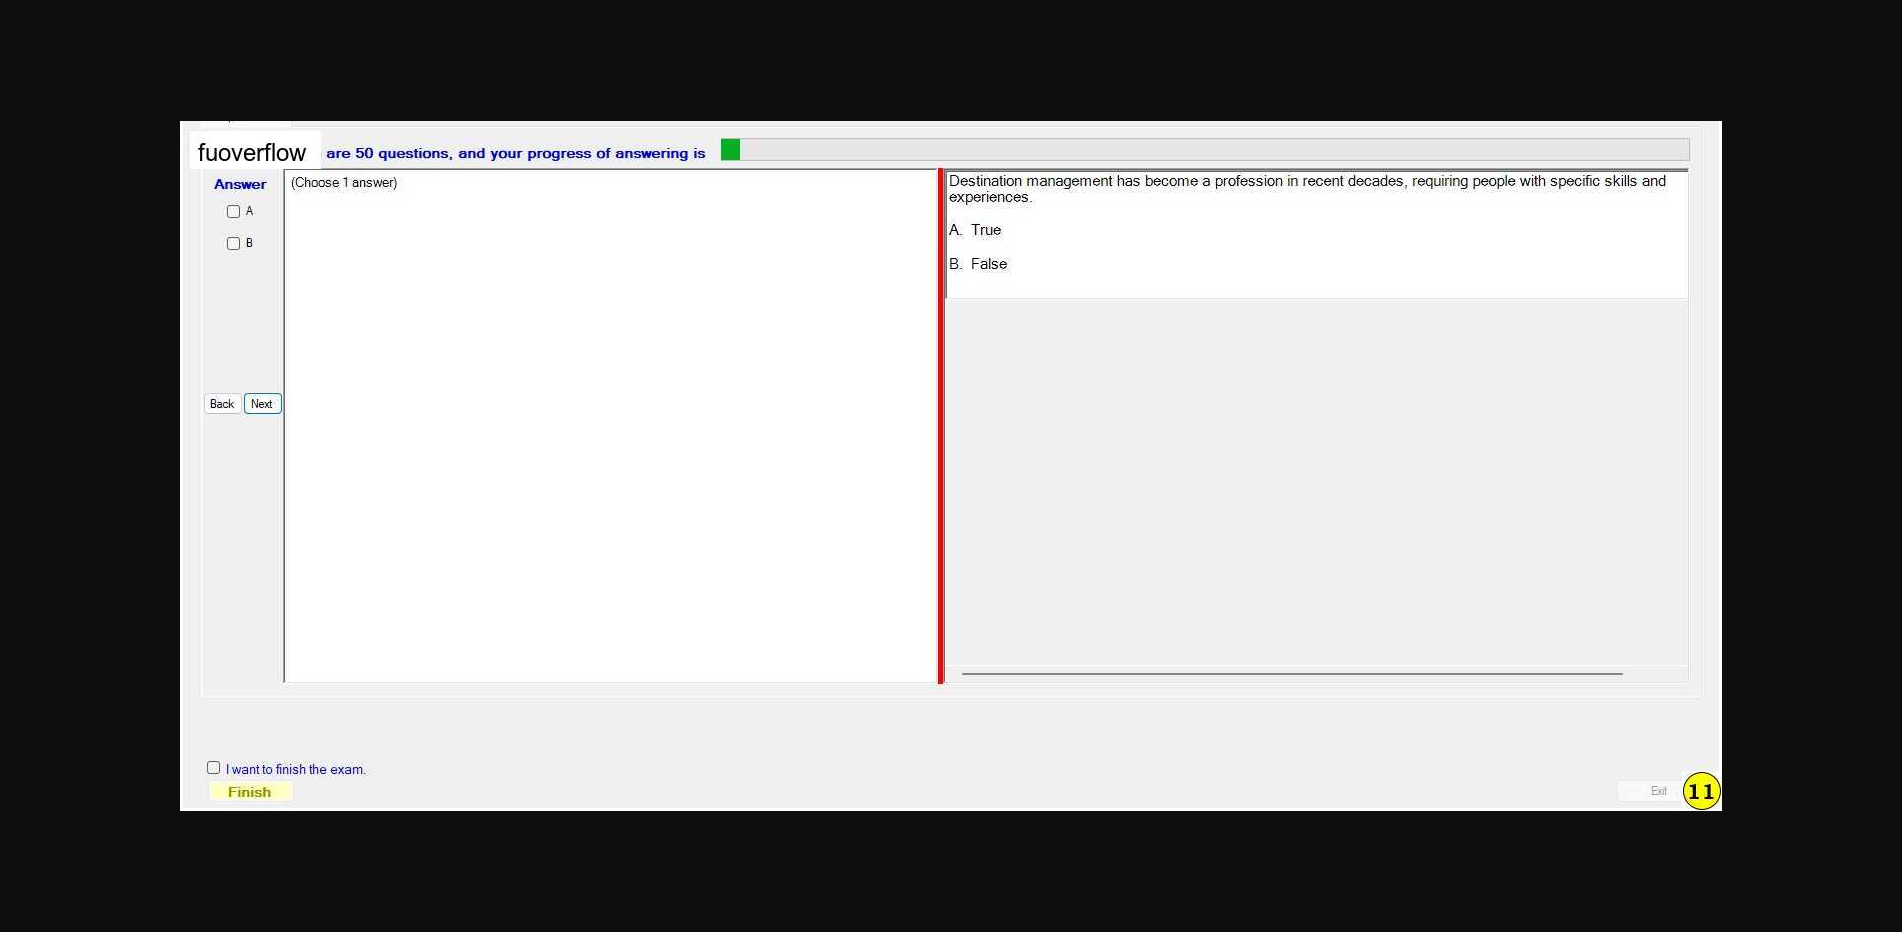 fuoverflow are 50 questions, and your progress of answering is
Answer
(Choose 1 answer)
A
B
Back
Next
Destination management has become a profession in recent decades, requiring people with specific skills and
experiences.
A. True
B. False
I want to finish the exam.
Finish
Exit
11